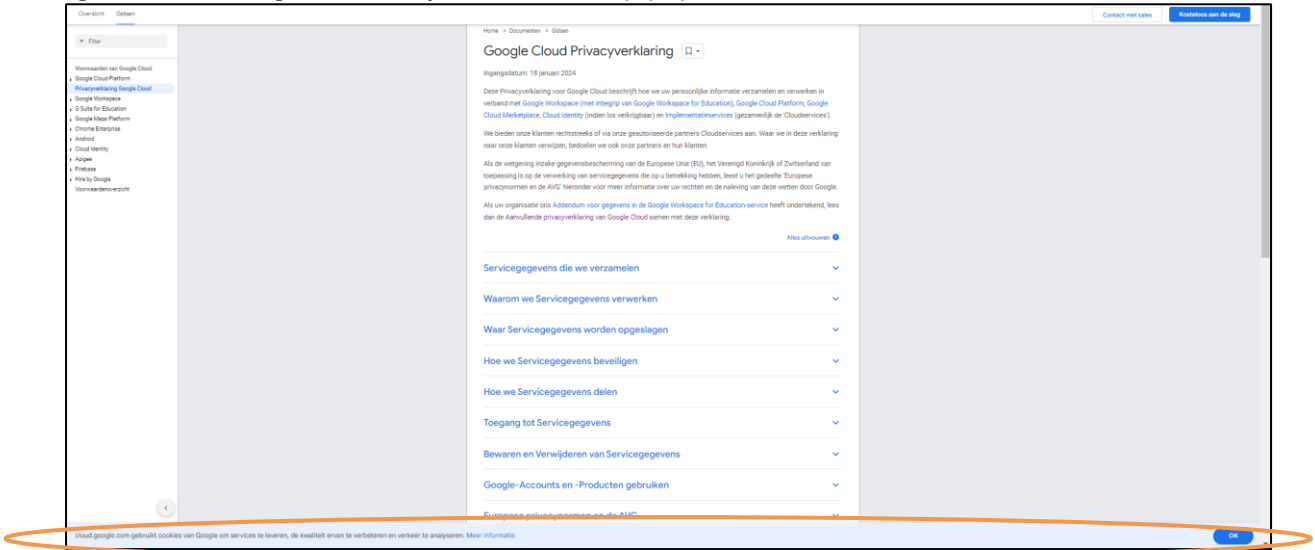 Overzicht Gidsen
Contact met sales
Kosteloos aan de slag
Filter
Voorwaarden van Google Cloud
Google Cloud Platform
Privacyverklaring Google Cloud
Google Workspace
G Suite for Education
Google Maps Platform
Chrome Enterprise
Android
Cloud Identity
Apigee
Firebase
Hire by Google
Voorwaardenoverzicht
Home > Documenten > Gidsen
Google Cloud Privacyverklaring
Ingangsdatum: 18 januari 2024
Deze Privacyverklaring voor Google Cloud beschrijft hoe we uw persoonlijke informatie verzamelen en verwerken in
verband met Google Workspace (met inbegrip van Google Workspace for Education), Google Cloud Platform, Google
Cloud Marketplace, Cloud Identity (indien los verkrijgbaar) en Implementatieservices (gezamenlijk de 'Cloudservices').
We bieden onze klanten rechtstreeks of via onze geautoriseerde partners Cloudservices aan. Waar we in deze verklaring
naar onze klanten verwijzen, bedoelen we ook onze partners en hun klanten.
Als de wetgeving inzake gegevensbescherming van de Europese Unie (EU), het Verenigd Koninkrijk of Zwitserland van
toepassing is op de verwerking van servicegegevens die op u betrekking hebben, leest u het gedeelte 'Europese
privacynormen en de AVG' hieronder voor meer informatie over uw rechten en de naleving van deze wetten door Google.
Als uw organisatie ons Addendum voor gegevens in de Google Workspace for Education-service heeft ondertekend, lees
dan de Aanvullende privacyverklaring van Google Cloud samen met deze verklaring.
Alles uitvouwen
Servicegegevens die we verzamelen
Waarom we Servicegegevens verwerken
Waar Servicegegevens worden opgeslagen
Hoe we Servicegegevens beveiligen
Hoe we Servicegegevens delen
Toegang tot Servicegegevens
Bewaren en Verwijderen van Servicegegevens
Google-Accounts en -Producten gebruiken
Europese privacynormen en de AVG
cloud.google.com gebruikt cookies van Google om services te leveren, de kwaliteit ervan te verbeteren en verkeer te analyseren. Meer informatie.
OK